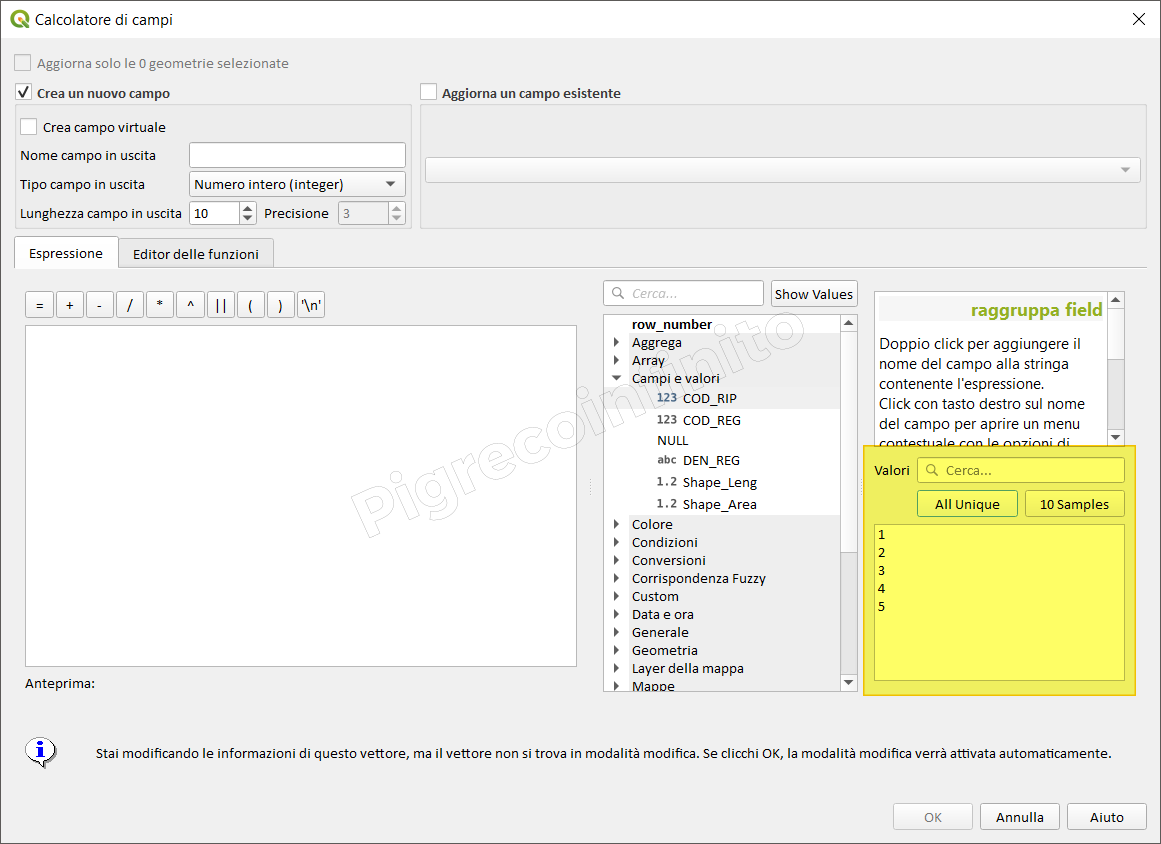 Calcolatore di campi
Aggiorna solo le 0 geometrie selezionate
Crea un nuovo campo
Aggiorna un campo esistente
Crea campo virtuale
Nome campo in uscita
Tipo campo in uscita
Numero intero (integer)
Lunghezza campo in uscita
10
Precisione
3
Espressione
Editor delle funzioni
= + - / * ^ || ( ) '\n'
Anteprima:
Cerca...
Show Values
row_number
Aggrega
Array
Campi e valori
123 COD_RIP
123 COD_REG
NULL
abc DEN_REG
1.2 Shape_Leng
1.2 Shape_Area
Colore
Condizioni
Conversioni
Corrispondenza Fuzzy
Custom
Data e ora
Generale
Geometria
Layer della mappa
Mappe
raggruppa field
Doppio click per aggiungere il
nome del campo alla stringa
contenente l'espressione.
Click con tasto destro sul nome
del campo per aprire un menu
contestuale con le opzioni di
Valori
Cerca...
All Unique
10 Samples
1
2
3
4
5
Pigrecoinfinito
Stai modificando le informazioni di questo vettore, ma il vettore non si trova in modalità modifica. Se clicchi OK, la modalità modifica verrà attivata automaticamente.
OK
Annulla
Aiuto